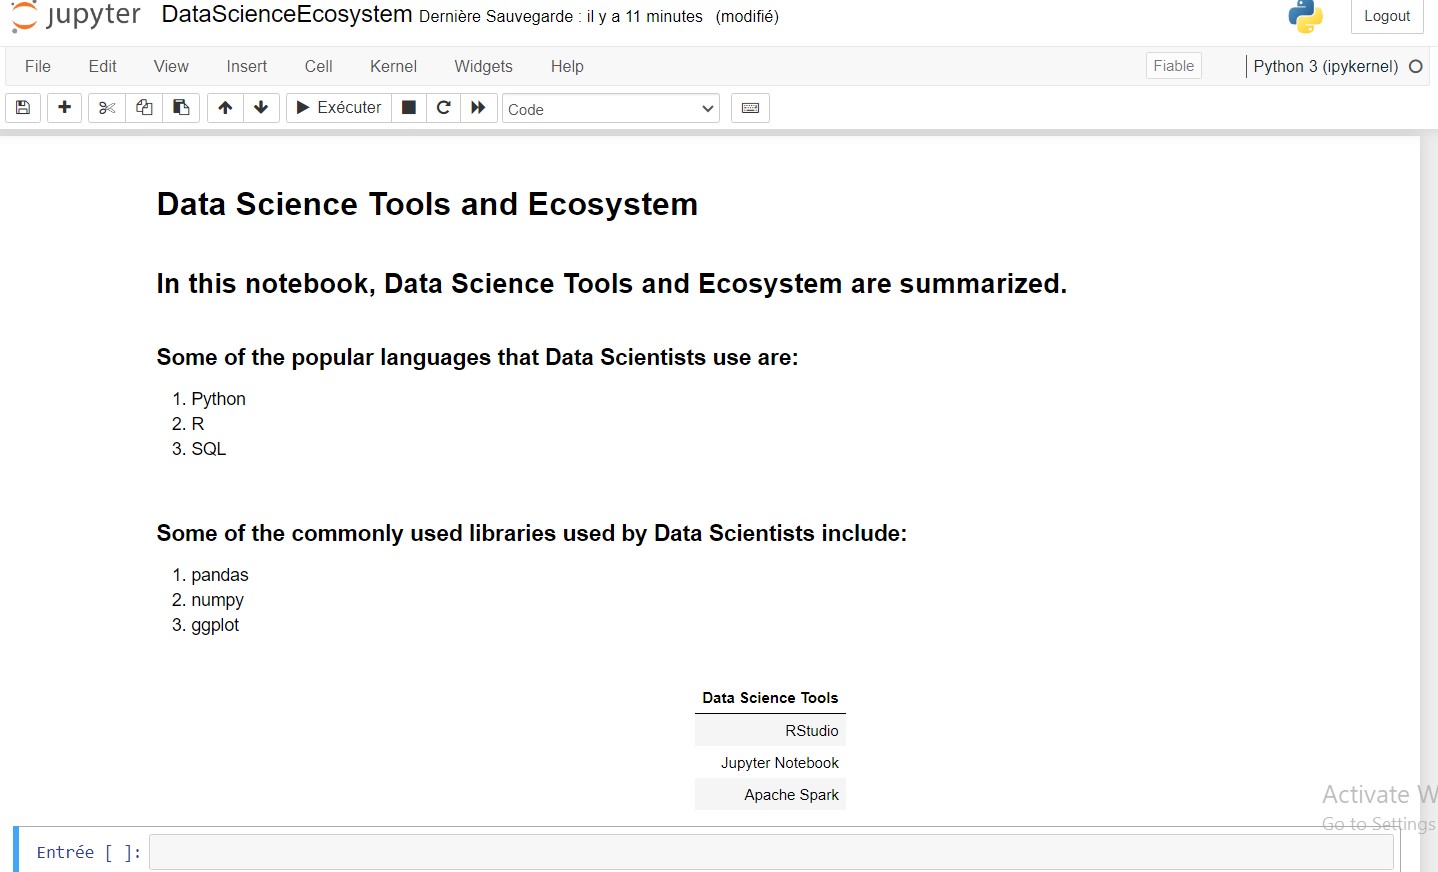 jupyter DataScienceEcosystem Dernière Sauvegarde : il y a 11 minutes (modifié) Logout
File Edit View Insert Cell Kernel Widgets Help Fiable Python 3 (ipykernel)
Exécuter Code
Data Science Tools and Ecosystem
In this notebook, Data Science Tools and Ecosystem are summarized.
Some of the popular languages that Data Scientists use are:
1. Python
2. R
3. SQL
Some of the commonly used libraries used by Data Scientists include:
1. pandas
2. numpy
3. ggplot
Data Science Tools
RStudio
Jupyter Notebook
Apache Spark
Activate W
Go to Settings
Entrée [ ]: